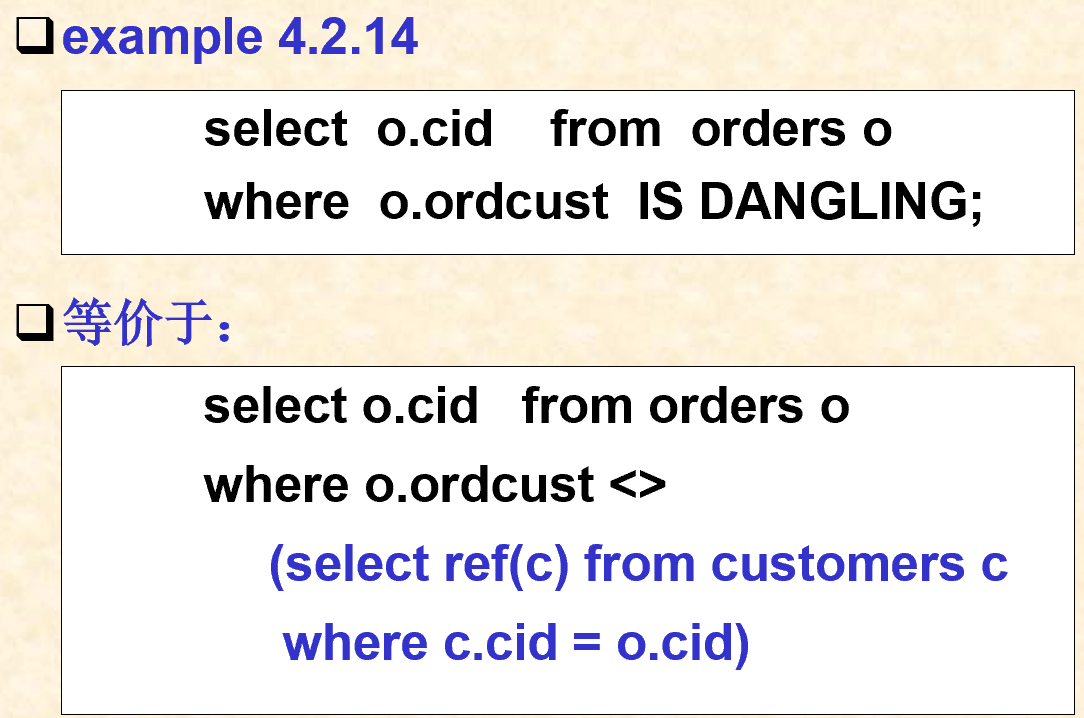 example 4.2.14
select o.cid from orders o
where o.ordcust IS DANGLING;
等价于：
select o.cid from orders o
where o.ordcust <>
(select ref(c) from customers c
where c.cid = o.cid)